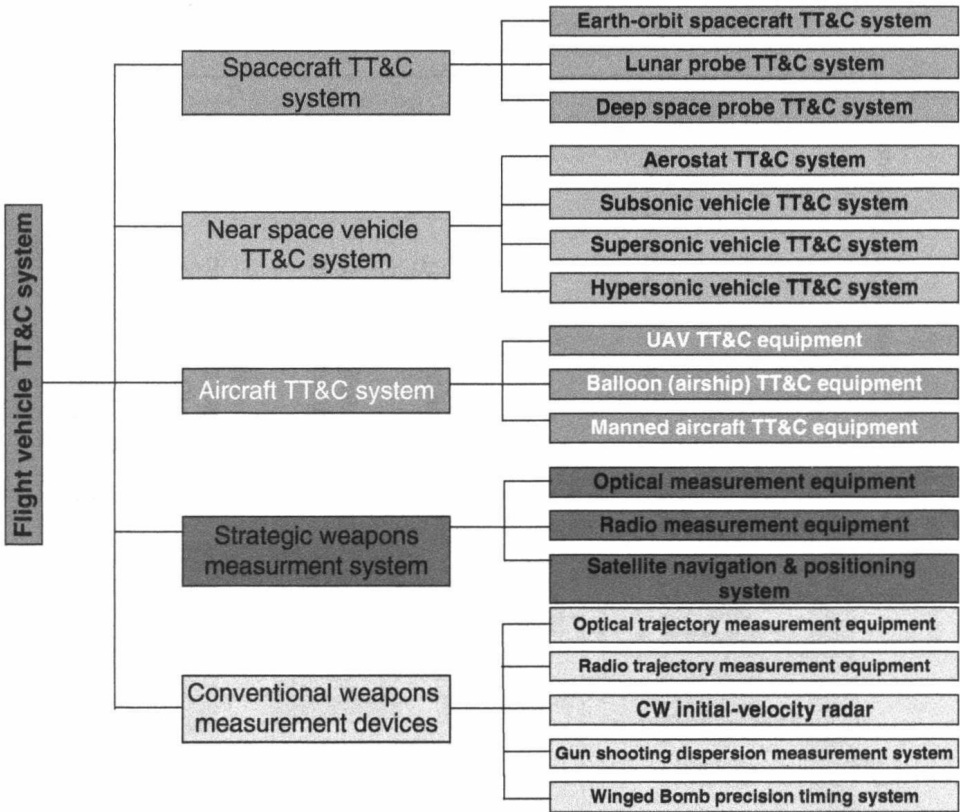 Flight vehicle TT&C system
Spacecraft TT&C
system
Earth-orbit spacecraft TT&C system
Lunar probe TT&C system
Deep space probe TT&C system
Near space vehicle
TT&C system
Aerostat TT&C system
Subsonic vehicle TT&C system
Supersonic vehicle TT&C system
Hypersonic vehicle TT&C system
Aircraft TT&C system
UAV TT&C equipment
Balloon (airship) TT&C equipment
Manned aircraft TT&C equipment
Strategic weapons
measurment system
Optical measurement equipment
Radio measurement equipment
Satellite navigation & positioning
system
Conventional weapons
measurement devices
Optical trajectory measurement equipment
Radio trajectory measurement equipment
CW initial-velocity radar
Gun shooting dispersion measurement system
Winged Bomb precision timing system